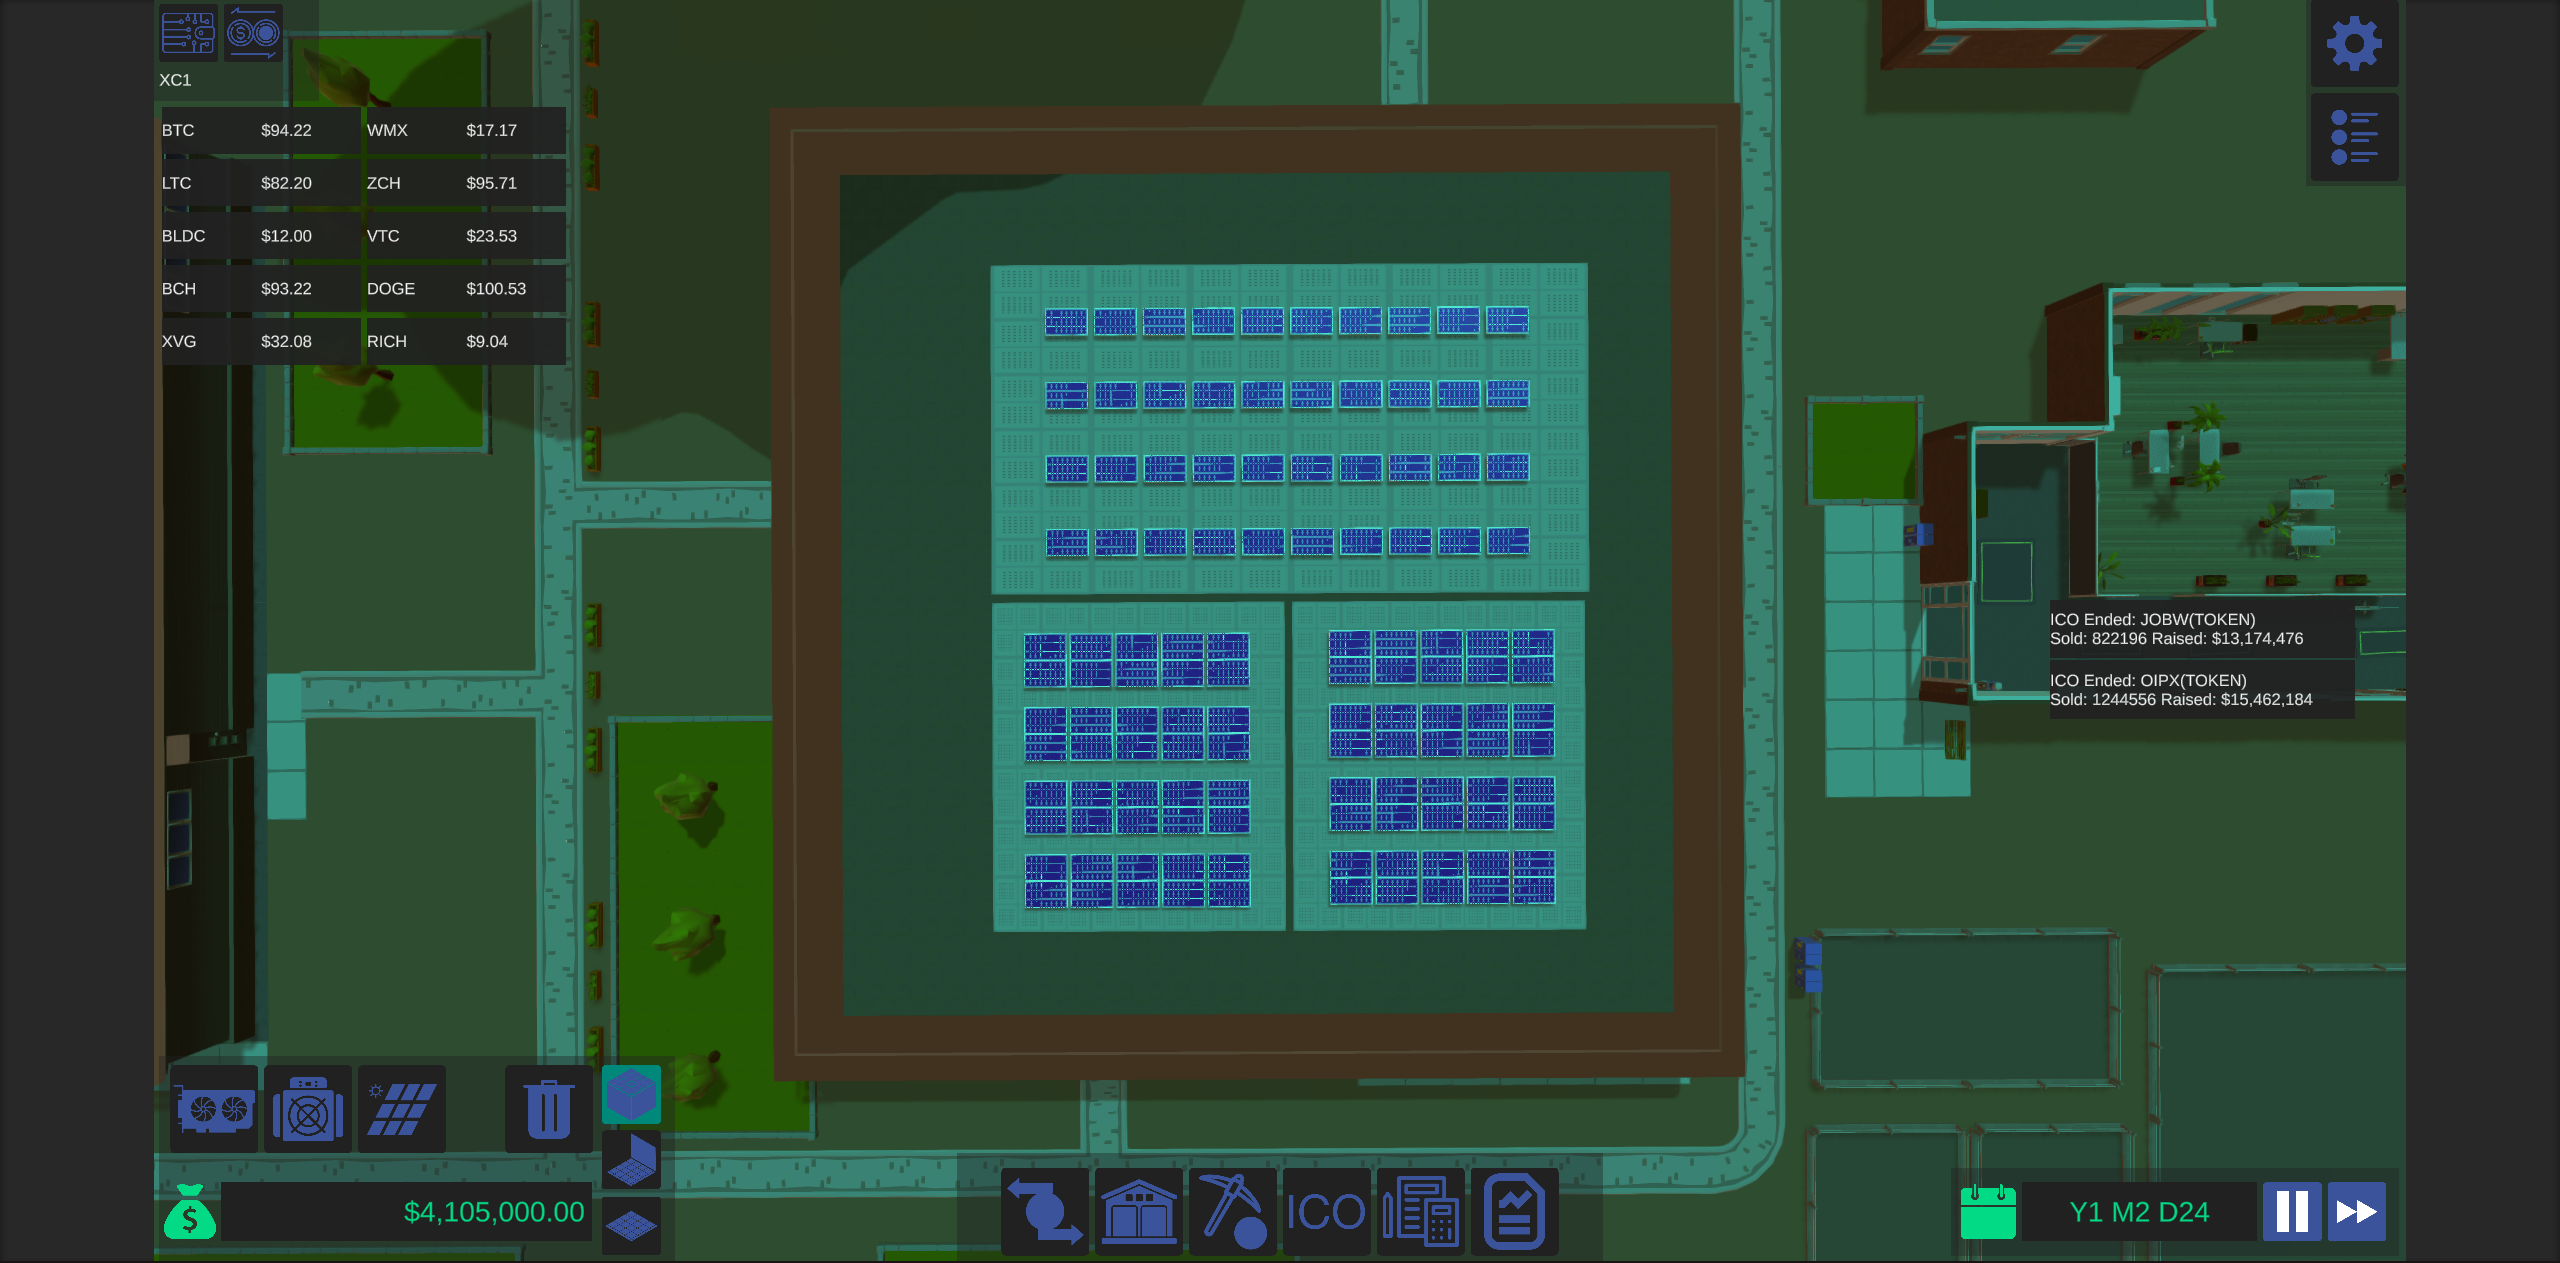 XC1
BTC $94.22 WMX $17.17
LTC $82.20 ZCH $95.71
BLDC $12.00 VTC $23.53
BCH $93.22 DOGE $100.53
XVG $32.08 RICH $9.04
ICO Ended: JOBW(TOKEN)
Sold: 822196 Raised: $13,174,476
ICO Ended: OIPX(TOKEN)
Sold: 1244556 Raised: $15,462,184
$4,105,000.00
ICO
Y1 M2 D24